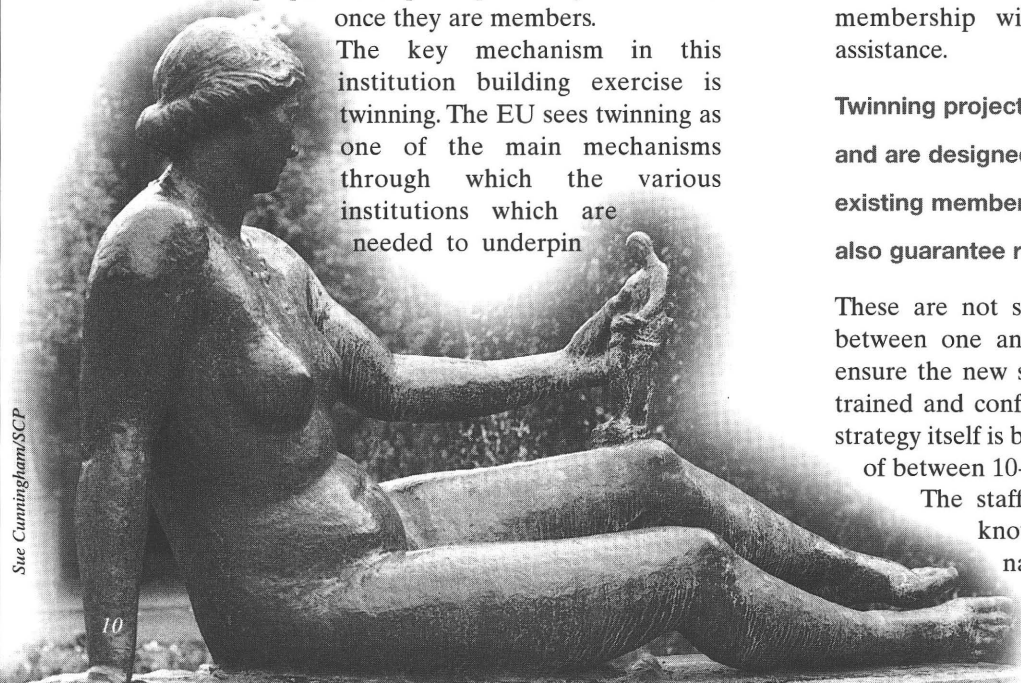 once they are members.
The key mechanism in this
institution building exercise is
twinning. The EU sees twinning as
one of the main mechanisms
through which the various
institutions which are
needed to underpin
membership wi
assistance.
Twinning project
and are designe
existing member
also guarantee r
These are not s
between one an
ensure the new s
trained and conf
strategy itself is b
of between 10-
The staff
kno
na
Sue Cunningham/SCP
10